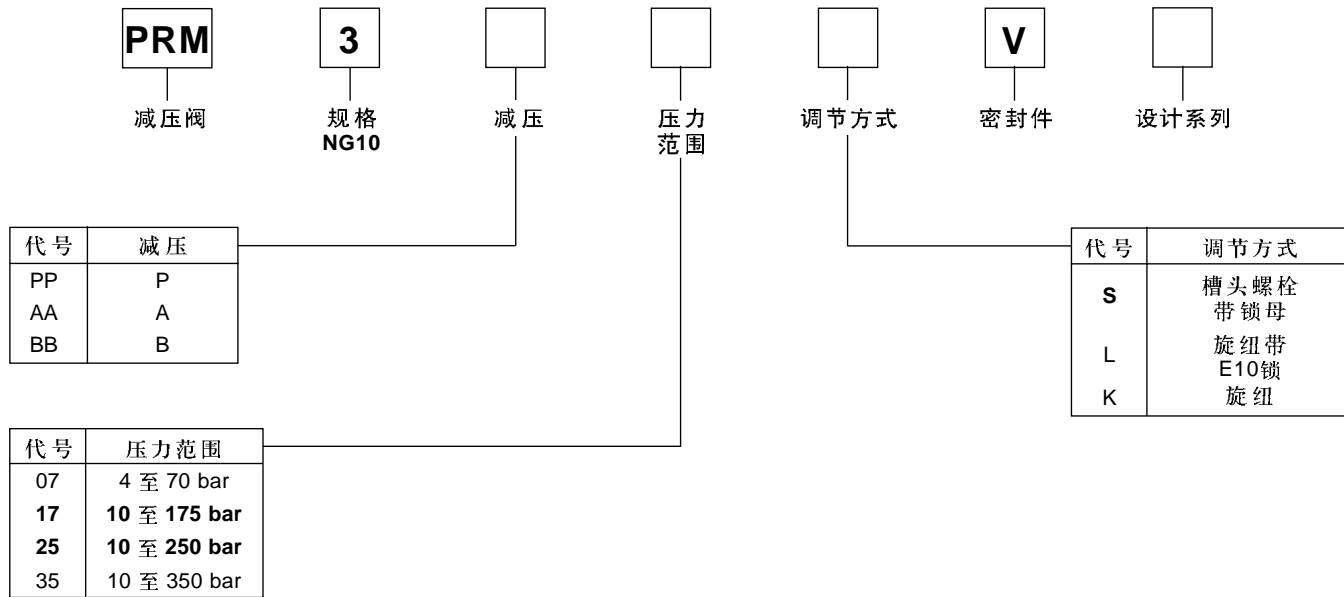 PRM 3 V
减压阀 规格 减压 压力 调节方式 密封件 设计系列
NG10 范围
代号 减压
PP P
AA A
BB B
代号 调节方式
S 槽头螺栓
带锁母
L 旋纽带
E10锁
K 旋纽
代号 压力范围
07 4 至 70 bar
17 10 至 175 bar
25 10 至 250 bar
35 10 至 350 bar